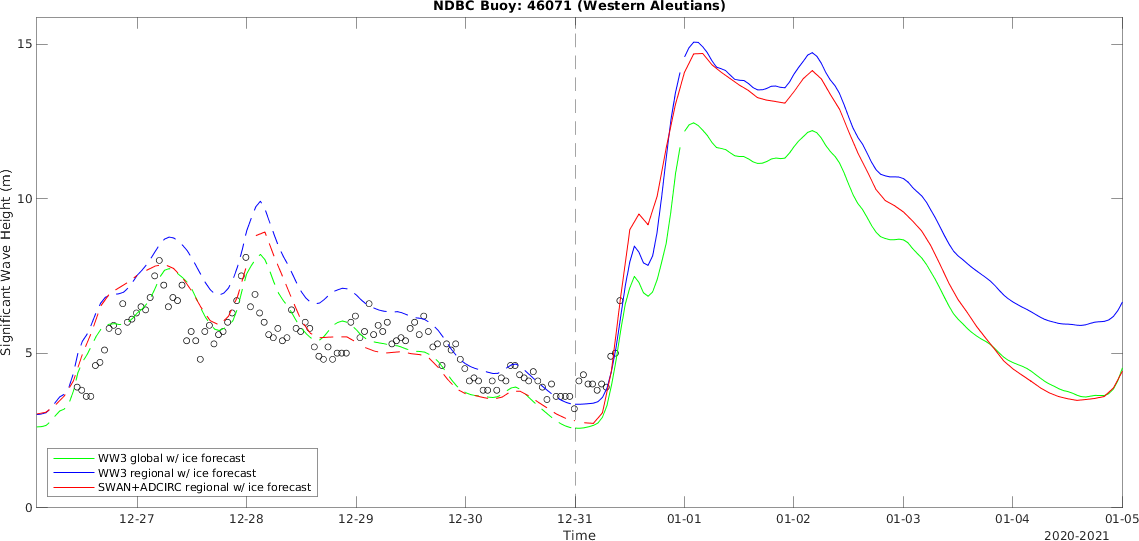 NDBC Buoy: 46071 (Western Aleutians)
Significant Wave Height (m)
15
10
5
0
WW3 global w/ ice forecast
WW3 regional w/ ice forecast
SWAN+ADCIRC regional w/ ice forecast
12-27 12-28 12-29 12-30 12-31 01-01 01-02 01-03 01-04 01-05
Time
2020-2021